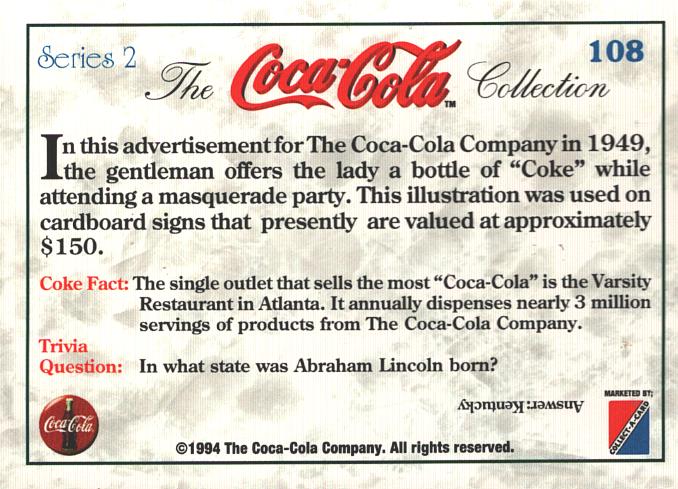 Series 2
108
The Coca-Cola™ Collection
In this advertisement for The Coca-Cola Company in 1949,
the gentleman offers the lady a bottle of “Coke” while
attending a masquerade party. This illustration was used on
cardboard signs that presently are valued at approximately
$150.
Coke Fact: The single outlet that sells the most “Coca-Cola” is the Varsity
Restaurant in Atlanta. It annually dispenses nearly 3 million
servings of products from The Coca-Cola Company.
Trivia
Question: In what state was Abraham Lincoln born?
Answer: Kentucky
MARKETED BY;
COLLECT-A-CARD
Coca-Cola
©1994 The Coca-Cola Company. All rights reserved.